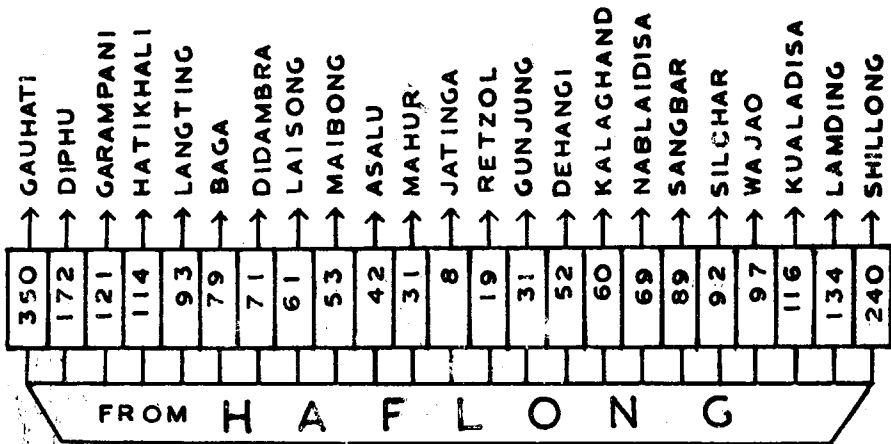 GAUHATI
DIPHU
GARAMPANI
HATIKHALI
LANGTING
BAGA
DIDAMBRA
LAISONG
MAIBONG
ASALU
MAHUR
JATINGA
RETZOL
GUNJUNG
DEHANGI
KALAGHAND
NABLAIDISA
SANGBAR
SILCHAR
WAJAO
KUALADISA
LAMDING
SHILLONG
350
172
121
114
93
79
71
61
53
42
31
8
19
31
52
60
69
89
92
97
116
134
240
FROM HAFLONG